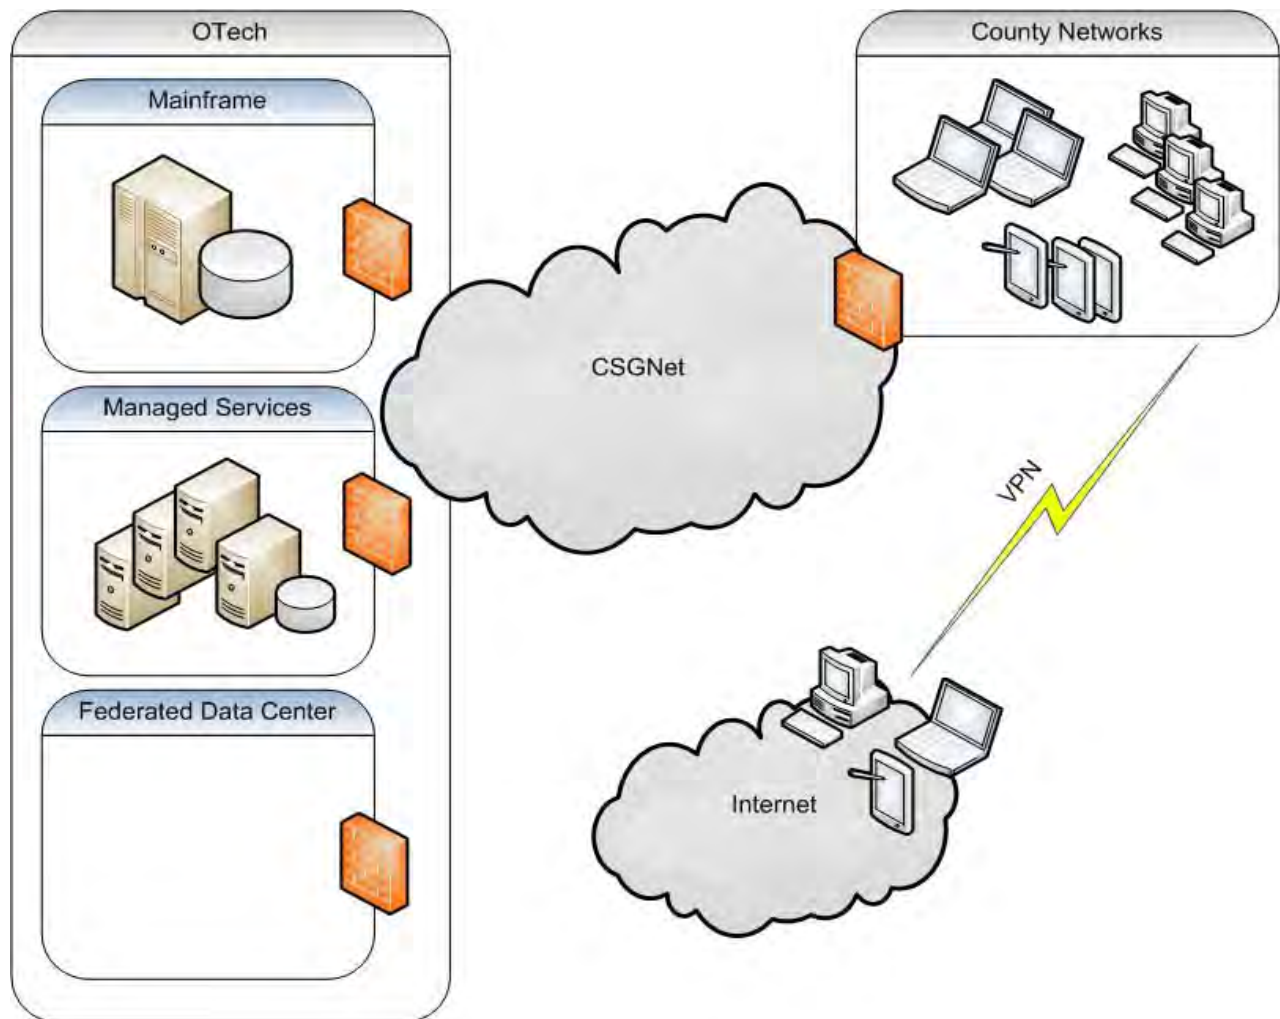 OTech
County Networks
Mainframe
CSGNet
Managed Services
VPN
Federated Data Center
Internet